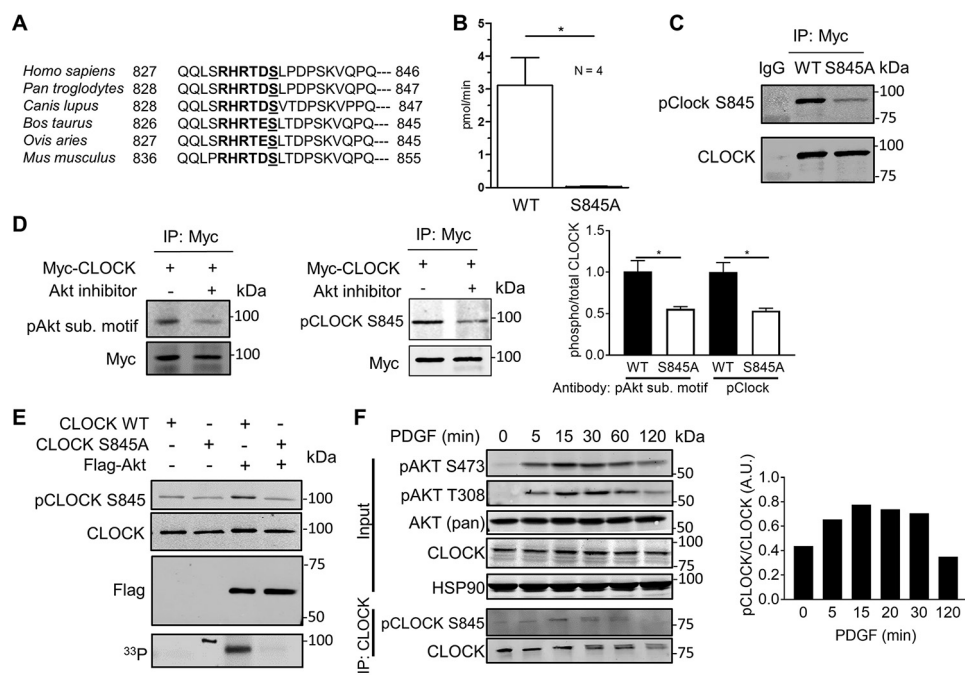 A
Homo sapiens 827 QQLSRHRTDSLPDPSKVQPQ--- 846
Pan troglodytes 828 QQLSRHRTDSLPDPSKVQPQ--- 847
Canis lupus 828 QQLSRHRTDSVTDPSKVPPQ--- 847
Bos taurus 826 QQLSRHRTESLTDPSKVQPQ--- 845
Ovis aries 827 QQLSRHRTESLTDPSKVQPQ--- 845
Mus musculus 836 QQLPRHRTDSLTDPSKVQPQ--- 855
B
pmol/min
5
4
3
2
1
0
*
N = 4
WT S845A
C
IP: Myc
IgG WT S845A kDa
pClock S845
100
75
CLOCK
100
75
D
IP: Myc
Myc-CLOCK + +
Akt inhibitor - + kDa
pAkt sub. motif
100
Myc
100
IP: Myc
Myc-CLOCK + +
Akt inhibitor - + kDa
pCLOCK S845
100
Myc
100
phospho/total CLOCK
1.5
1.0
0.5
0.0
* *
WT S845A WT S845A
Antibody: pAkt sub. motif pClock
E
CLOCK WT + - + -
CLOCK S845A - + - +
Flag-Akt - - + + kDa
pCLOCK S845
100
CLOCK
100
75
Flag
50
33P
100
F
PDGF (min) 0 5 15 30 60 120 kDa
Input
pAKT S473
50
pAKT T308
50
AKT (pan)
50
CLOCK
100
75
HSP90
100
75
IP: CLOCK
pCLOCK S845
75
CLOCK
75
pCLOCK/CLOCK (A.U.)
1.0
0.8
0.6
0.4
0.2
0.0
0 5 15 20 30 120
PDGF (min)